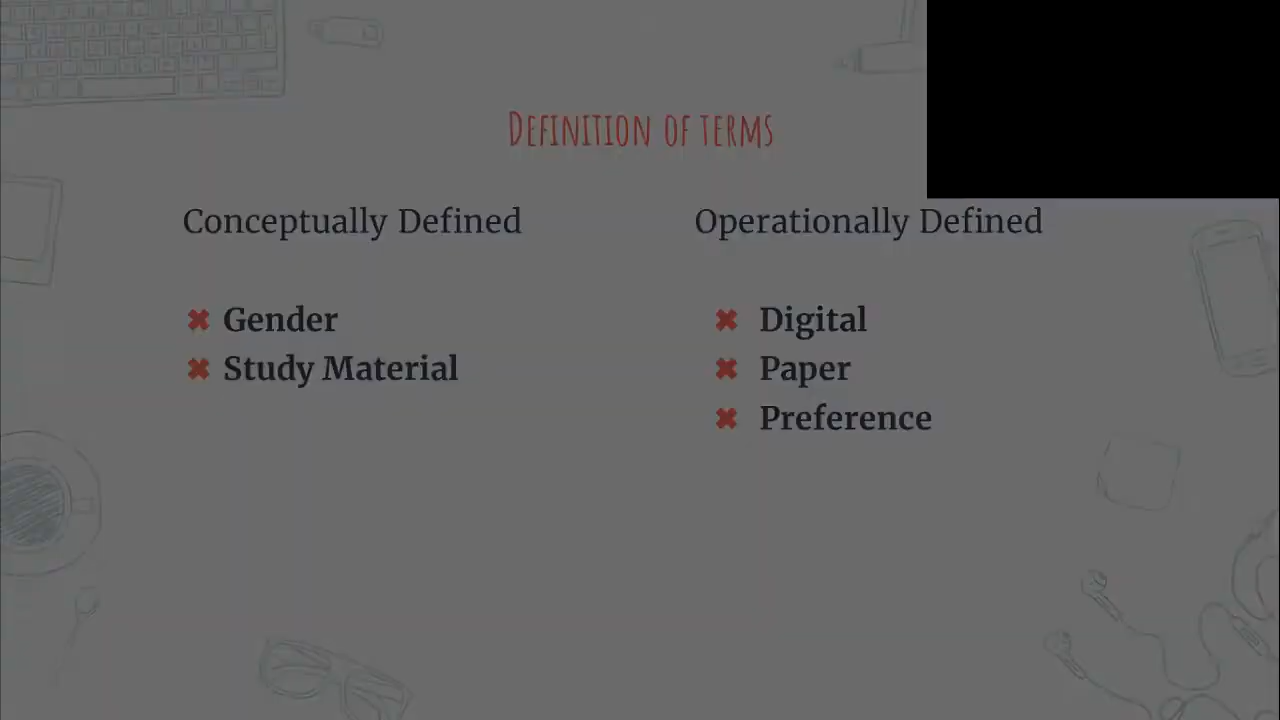 Definition of terms
Conceptually Defined
Gender
Study Material
Operationally Defined
Digital
Paper
Preference